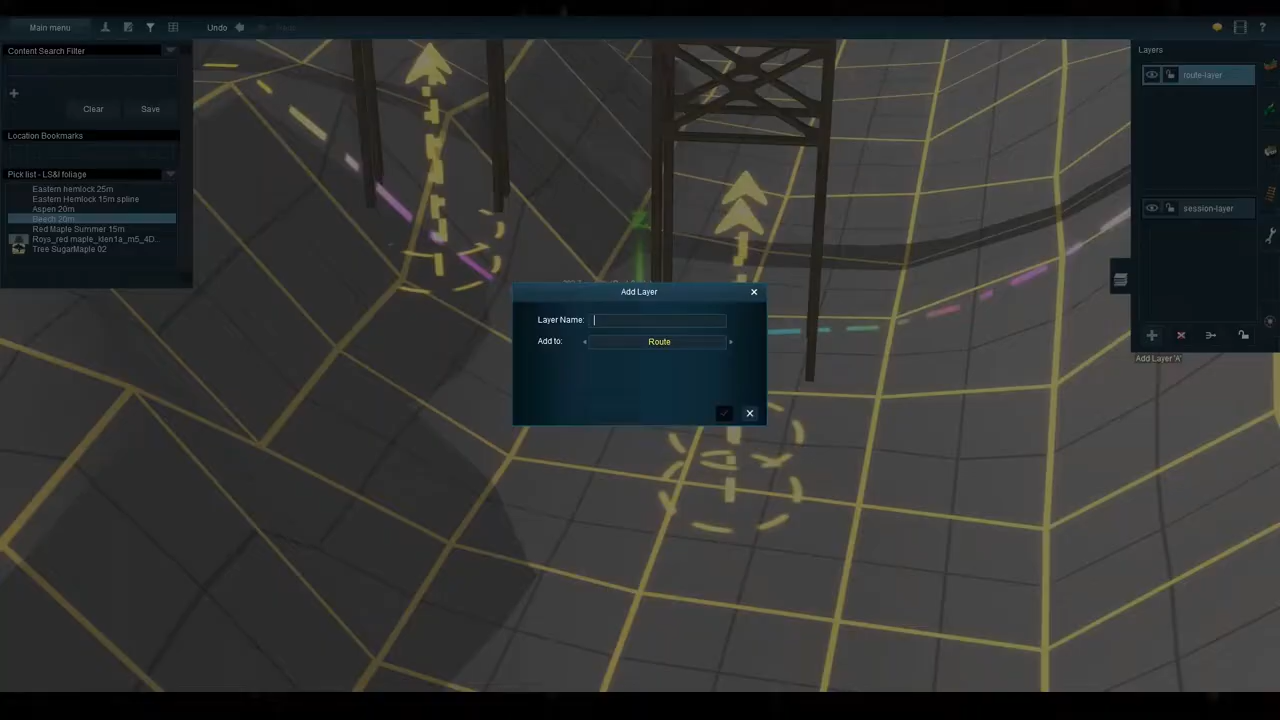 Main menu
Undo
Content Search Filter
Clear
Save
Location Bookmarks
Pick list - LS&I foliage
Eastern hemlock 25m
Eastern Hemlock 15m spline
Aspen 20m
Beech 20m
Red Maple Summer 15m
Roys_red maple_lden1a_m5_4D...
Tree SugarMaple 02
Add Layer
Layer Name:
Add to:
Route
Layers
route-layer
session-layer
Add Layer 'A'